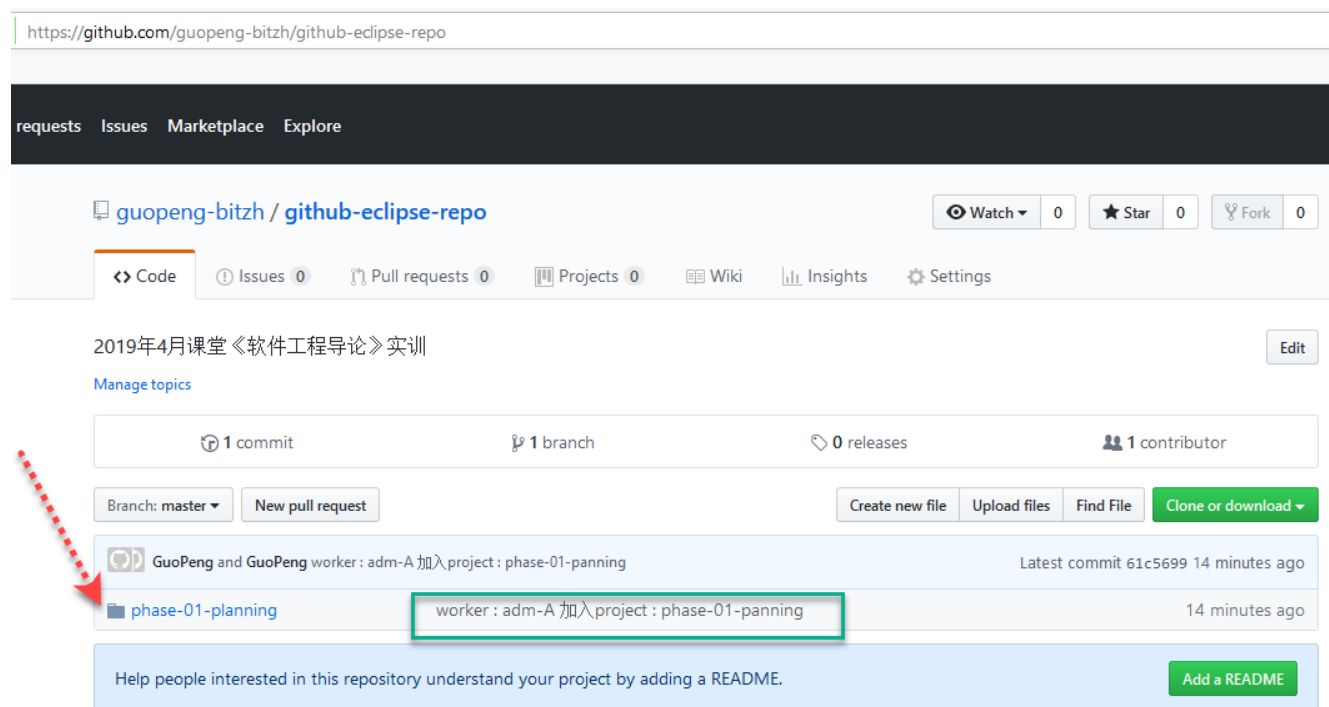 https://github.com/guopeng-bitzh/github-eclipse-repo
requests Issues Marketplace Explore
guopeng-bitzh / github-eclipse-repo
Watch 0 Star 0 Fork 0
Code Issues 0 Pull requests 0 Projects 0 Wiki Insights Settings
2019年4月课堂《软件工程导论》实训 Edit
Manage topics
1 commit 1 branch 0 releases 1 contributor
Branch: master New pull request Create new file Upload files Find File Clone or download
GuoPeng and GuoPeng worker : adm-A 加入project : phase-01-panning Latest commit 61c5699 14 minutes ago
phase-01-planning worker : adm-A 加入project : phase-01-panning 14 minutes ago
Help people interested in this repository understand your project by adding a README. Add a README